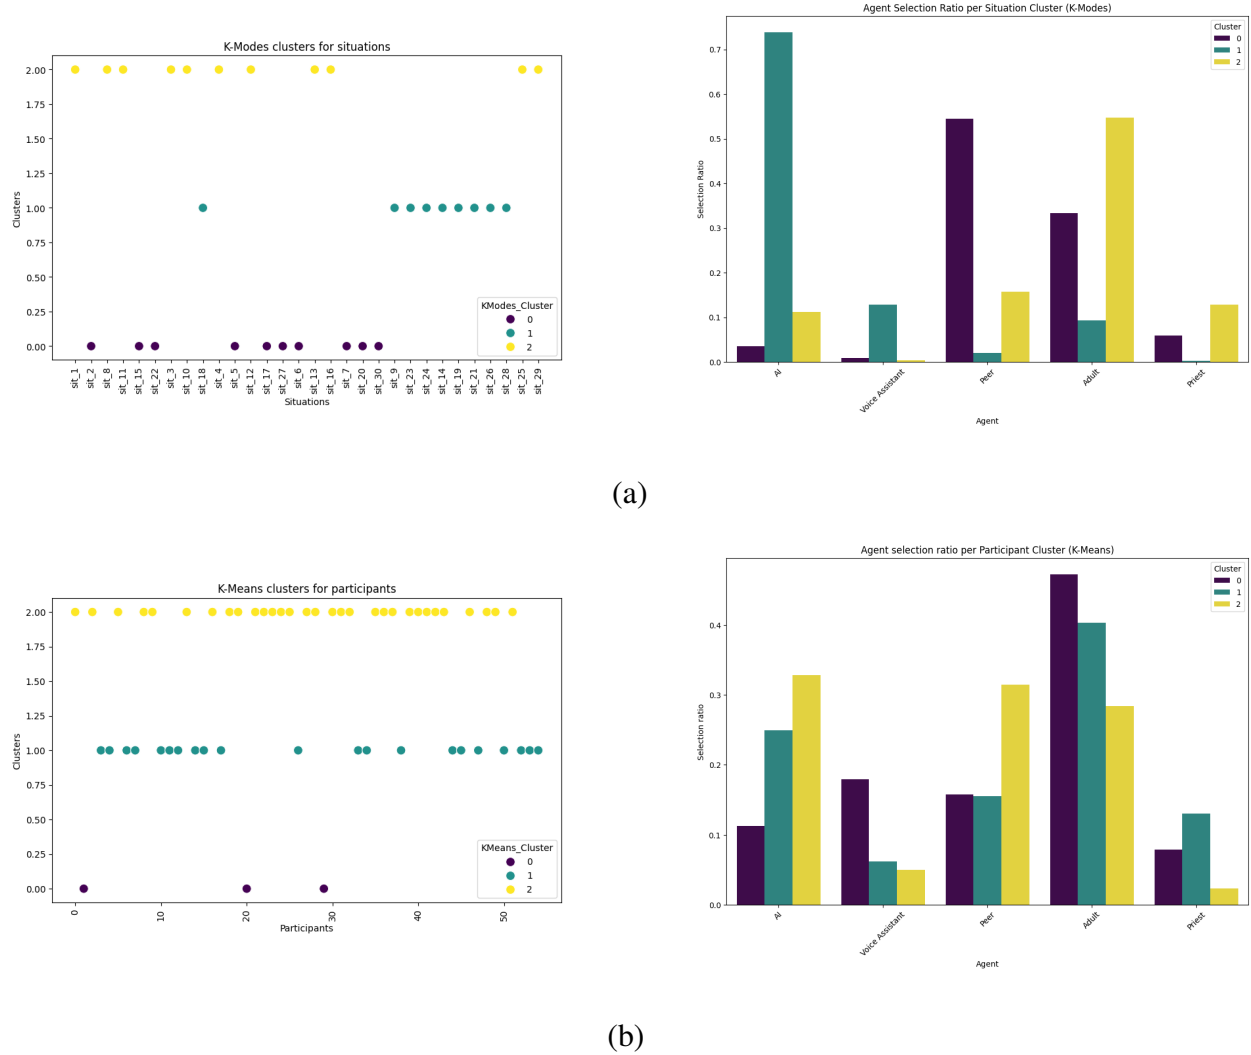 K-Modes clusters for situations
Clusters
2.00
1.75
1.50
1.25
1.00
0.75
0.50
0.25
0.00
KModes_Cluster
0
1
2
sit_1
sit_2
sit_8
sit_11
sit_15
sit_22
sit_3
sit_10
sit_18
sit_4
sit_5
sit_12
sit_17
sit_27
sit_6
sit_13
sit_16
sit_7
sit_20
sit_30
sit_9
sit_23
sit_24
sit_14
sit_19
sit_21
sit_26
sit_28
sit_25
sit_29
Situations
Agent Selection Ratio per Situation Cluster (K-Modes)
Selection Ratio
0.7
0.6
0.5
0.4
0.3
0.2
0.1
0.0
Cluster
0
1
2
AI
Voice Assistant
Peer
Adult
Priest
Agent
(a)
K-Means clusters for participants
Clusters
2.00
1.75
1.50
1.25
1.00
0.75
0.50
0.25
0.00
KMeans_Cluster
0
1
2
0
10
20
30
40
50
Participants
Agent selection ratio per Participant Cluster (K-Means)
Selection ratio
0.4
0.3
0.2
0.1
0.0
Cluster
0
1
2
AI
Voice Assistant
Peer
Adult
Priest
Agent
(b)